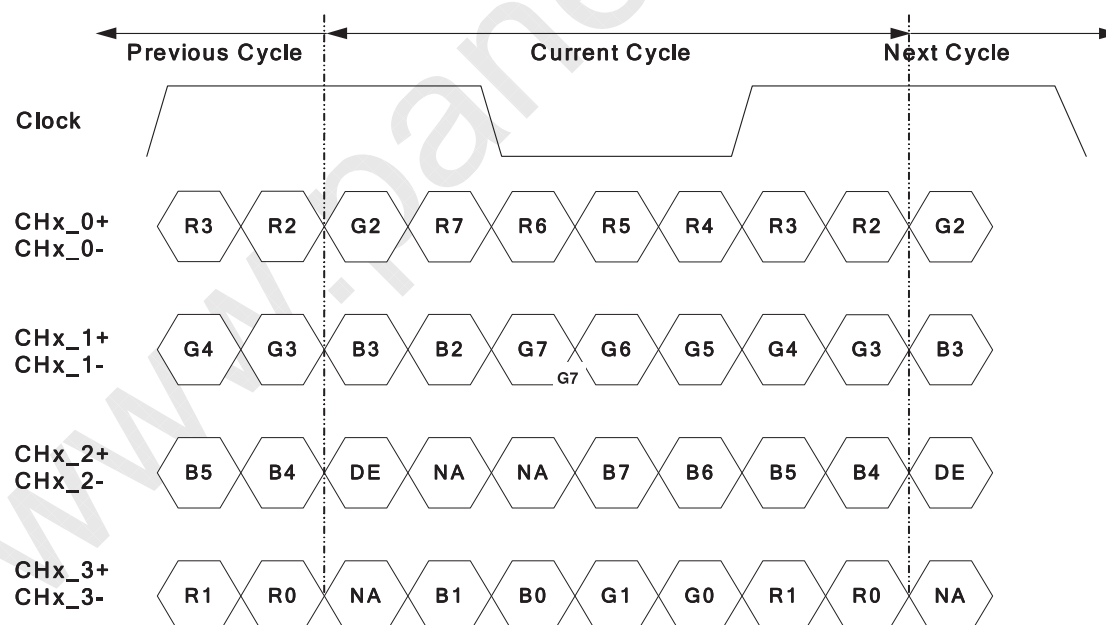 Previous Cycle Current Cycle Next Cycle
Clock
CHx_0+
CHx_0-
R3 R2 G2 R7 R6 R5 R4 R3 R2 G2
CHx_1+
CHx_1-
G4 G3 B3 B2 G7 G6 G5 G4 G3 B3
G7
CHx_2+
CHx_2-
B5 B4 DE NA NA B7 B6 B5 B4 DE
CHx_3+
CHx_3-
R1 R0 NA B1 B0 G1 G0 R1 R0 NA
www.pane